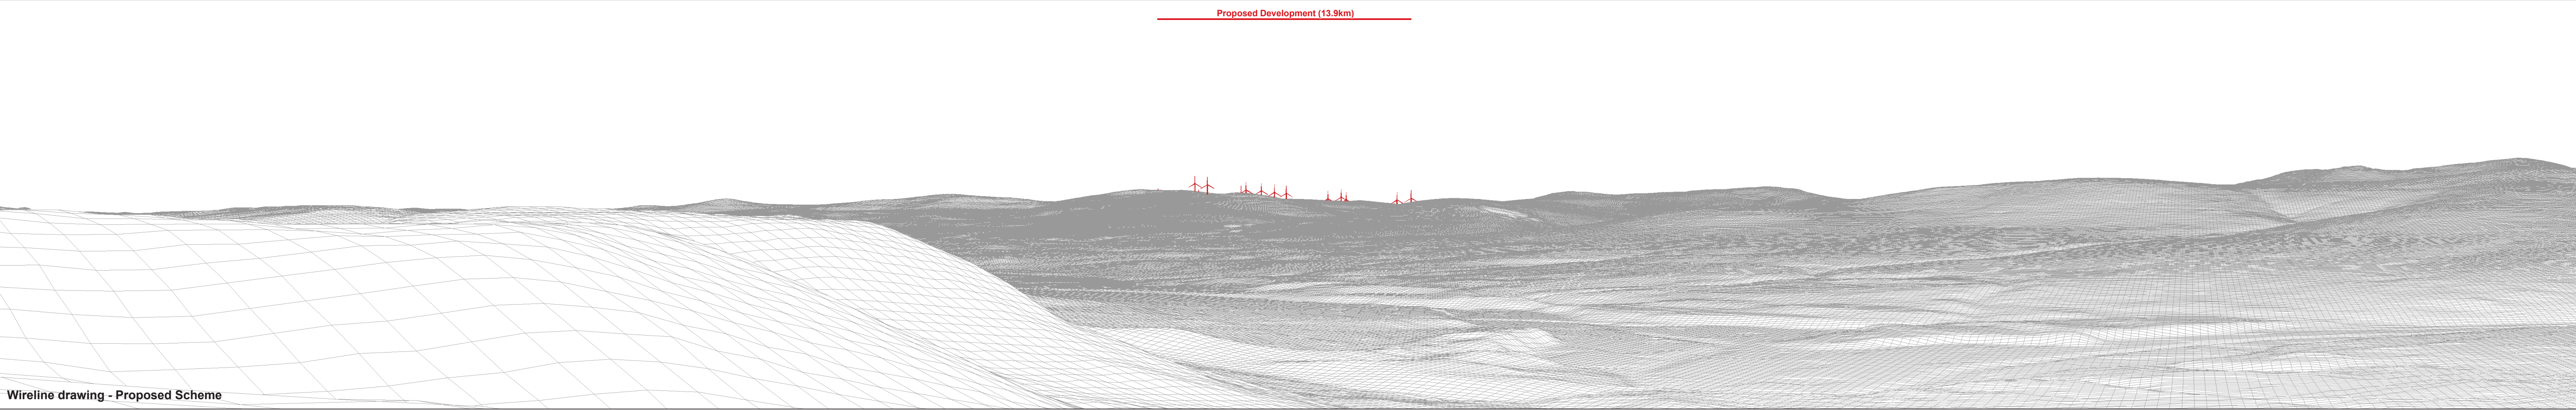 Proposed Development (13.9km)
Wireline drawing - Proposed Scheme